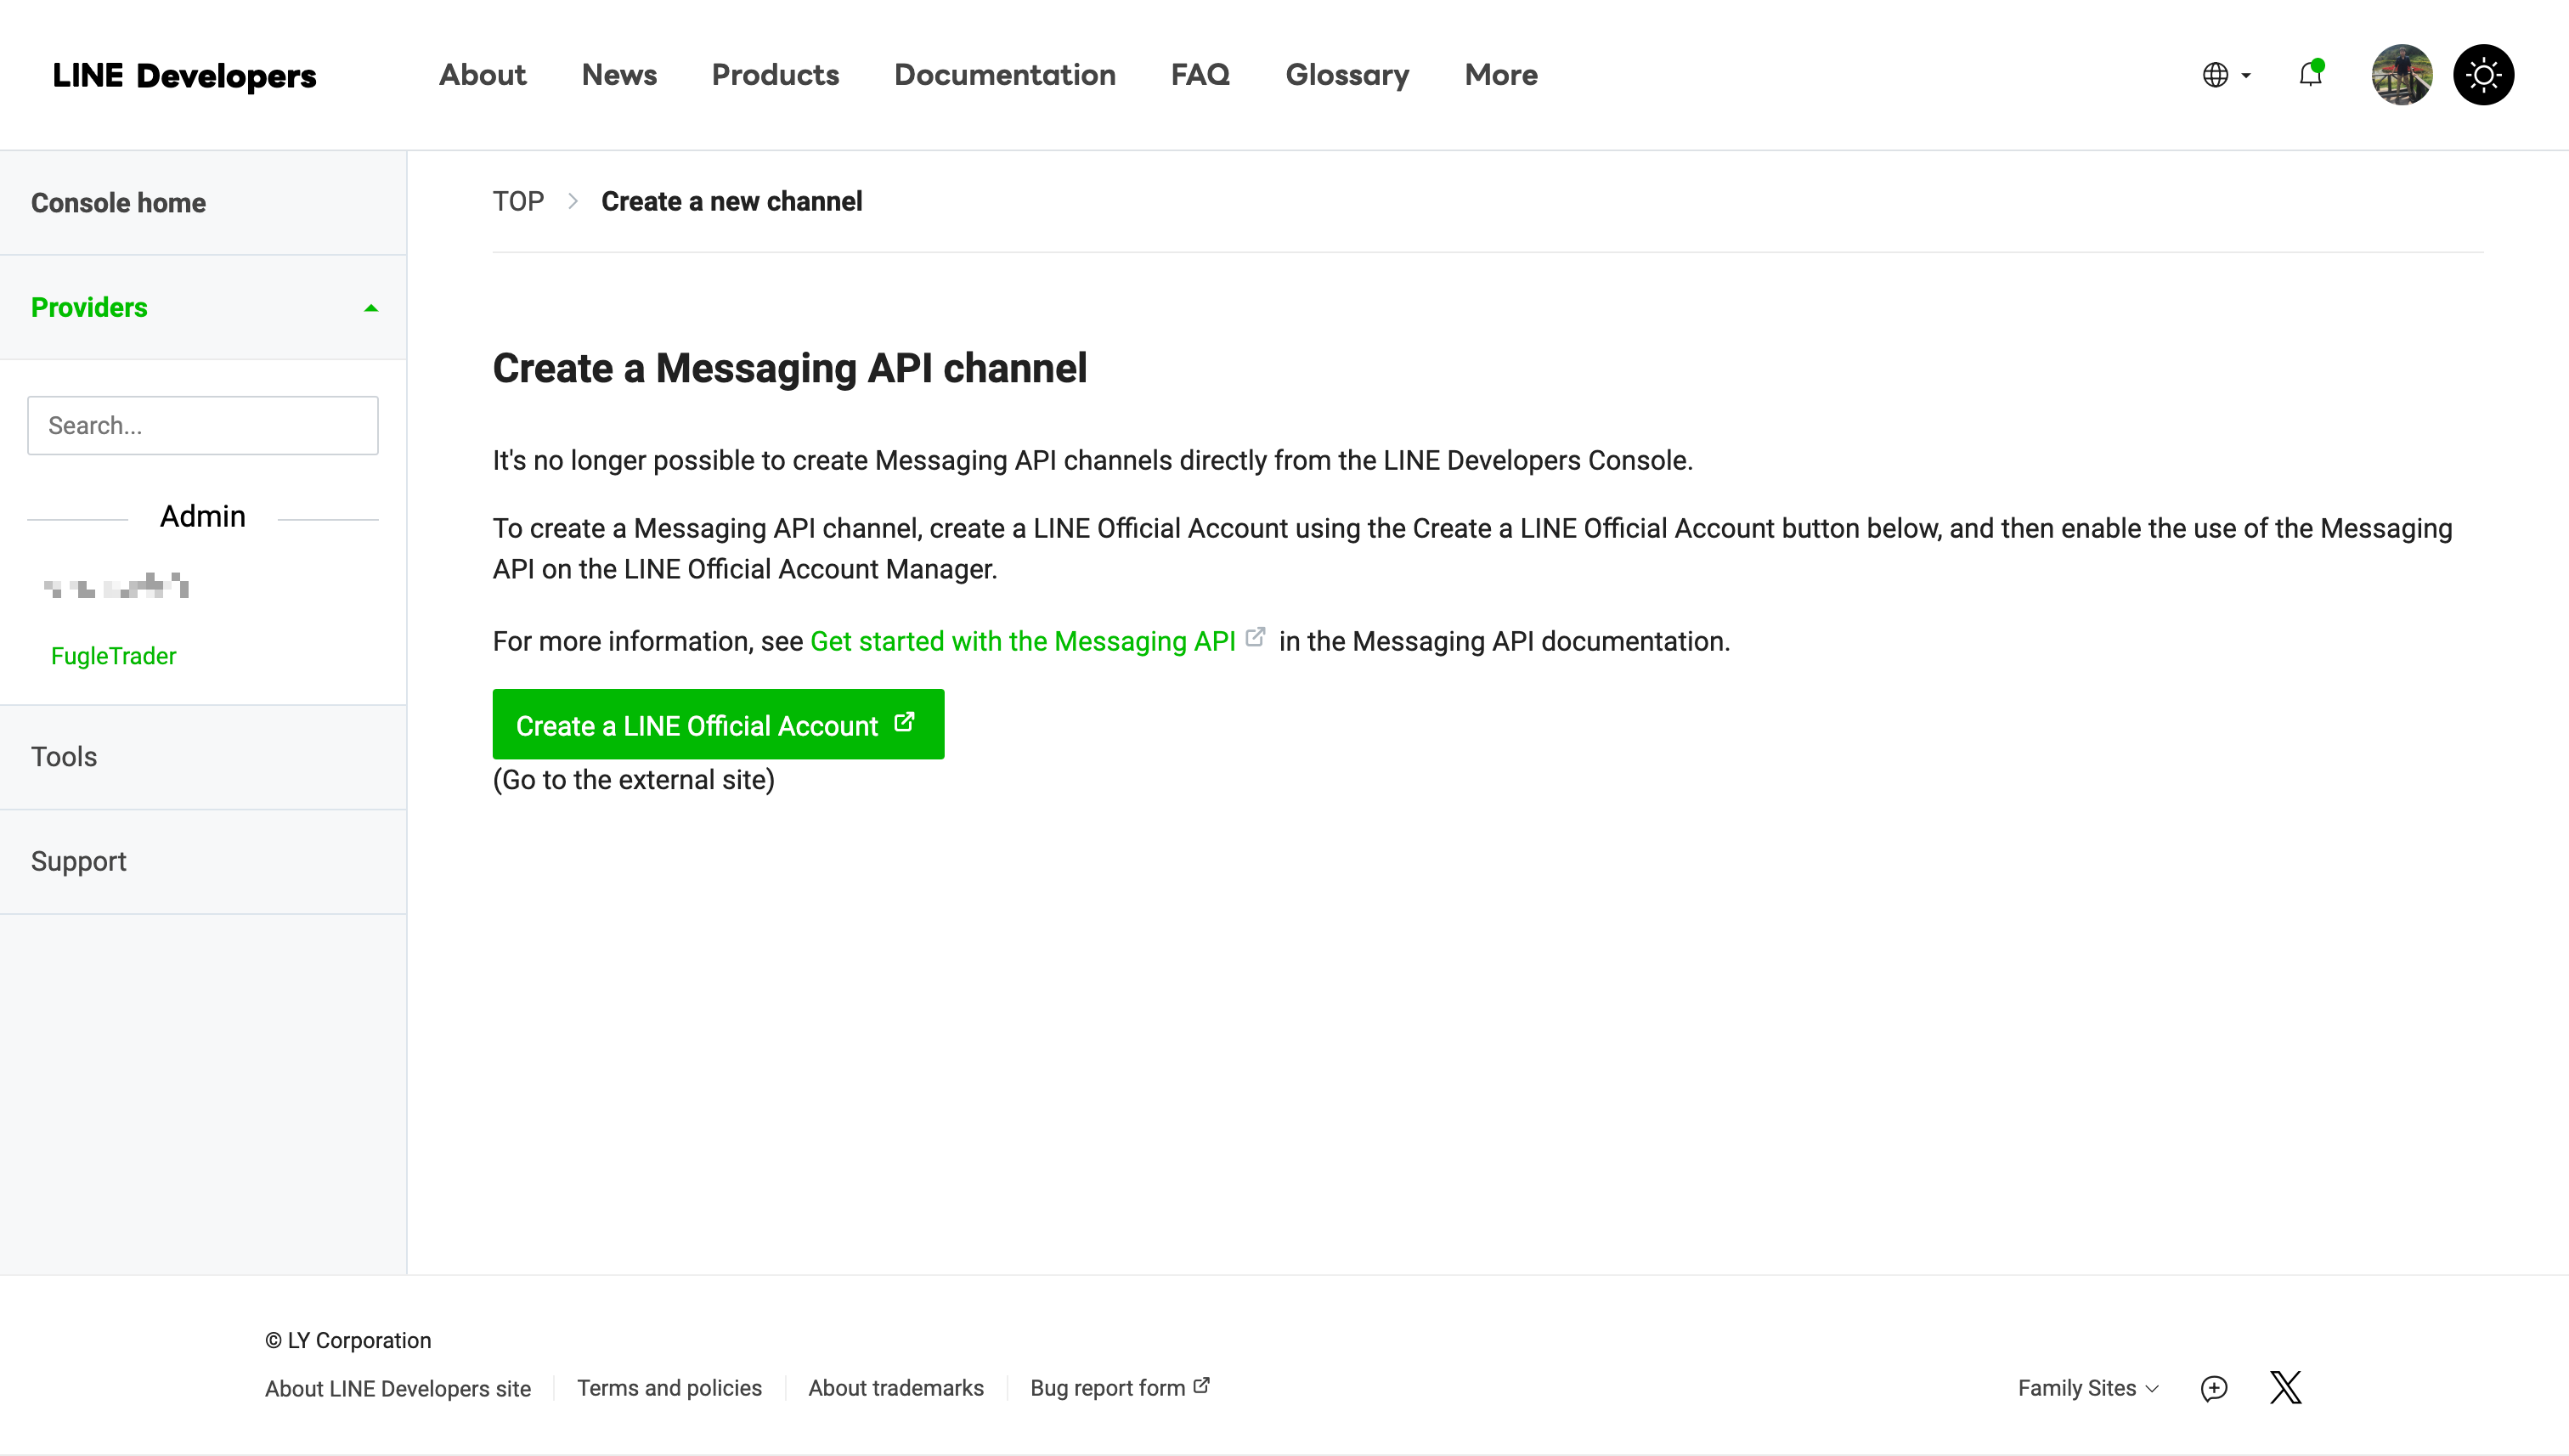 LINE Developers
About News Products Documentation FAQ Glossary More
Console home
Providers
Search...
Admin
FugleTrader
Tools
Support
TOP
Create a new channel
Create a Messaging API channel
It's no longer possible to create Messaging API channels directly from the LINE Developers Console.
To create a Messaging API channel, create a LINE Official Account using the Create a LINE Official Account button below, and then enable the use of the Messaging
API on the LINE Official Account Manager.
For more information, see Get started with the Messaging API in the Messaging API documentation.
Create a LINE Official Account
(Go to the external site)
© LY Corporation
About LINE Developers site
Terms and policies
About trademarks
Bug report form
Family Sites